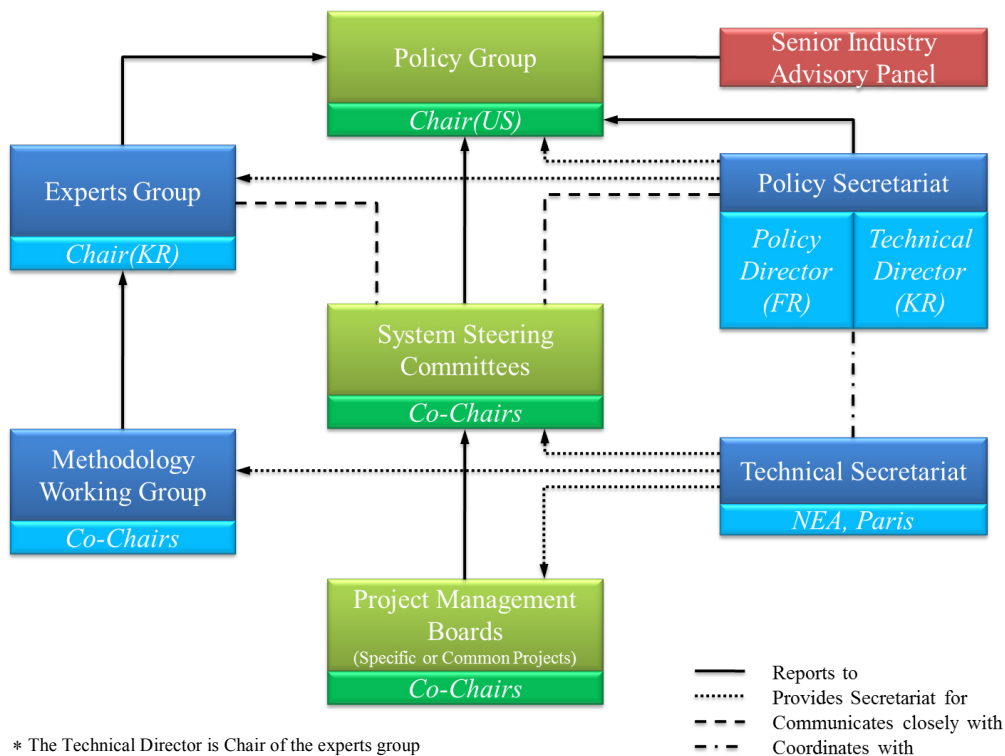 Policy Group
Chair(US)
Senior Industry
Advisory Panel
Experts Group
Chair(KR)
Policy Secretariat
Policy
Director
(FR)
Technical
Director
(KR)
System Steering
Committees
Co-Chairs
Methodology
Working Group
Co-Chairs
Technical Secretariat
NEA, Paris
Project Management
Boards
(Specific or Common Projects)
Co-Chairs
Reports to
Provides Secretariat for
Communicates closely with
Coordinates with
* The Technical Director is Chair of the experts group